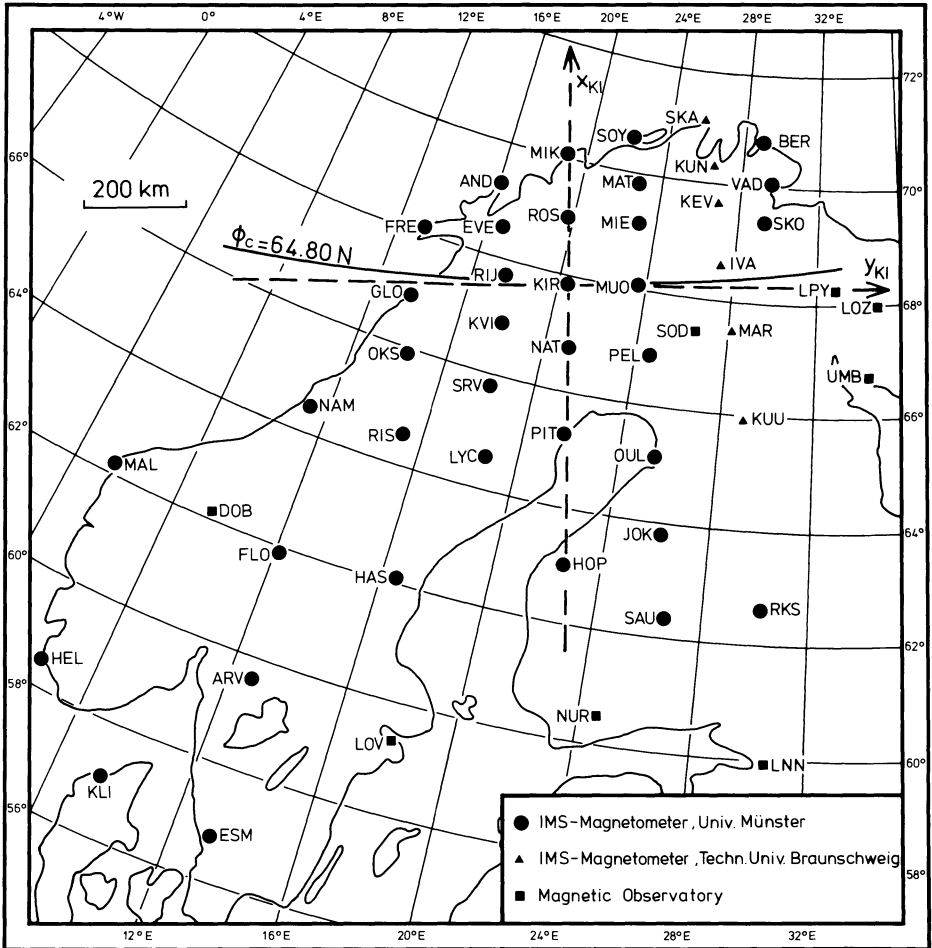 4°W 0° 4°E 8°E 12°E 16°E 20°E 24°E 28°E 32°E
72°
XKI
SKA
SOY
BER
MIK
66°
KUN
AND
MAT
VAD
70°
200 km
KEV
ROS
FRE
EVE
MIE
SKO
ϕc=64.80 N
IVA
YKI
RIJ
KIR
MUO
LPY
64°
GLO
68°
LOZ
KVI
SOD
MAR
NAT
OKS
PEL
UMB
SRV
NAM
66°
KUU
62°
RIS
PIT
LYC
OUL
MAL
DOB
64°
JOK
60°
FLO
HOP
HAS
RKS
SAU
62°
HEL
58°
ARV
NUR
LOV
60°
LNN
KLI
56°
ESM
IMS-Magnetometer, Univ. Münster
IMS-Magnetometer, Techn. Univ. Braunschweig
58°
Magnetic Observatory
12°E 16°E 20°E 24°E 28°E